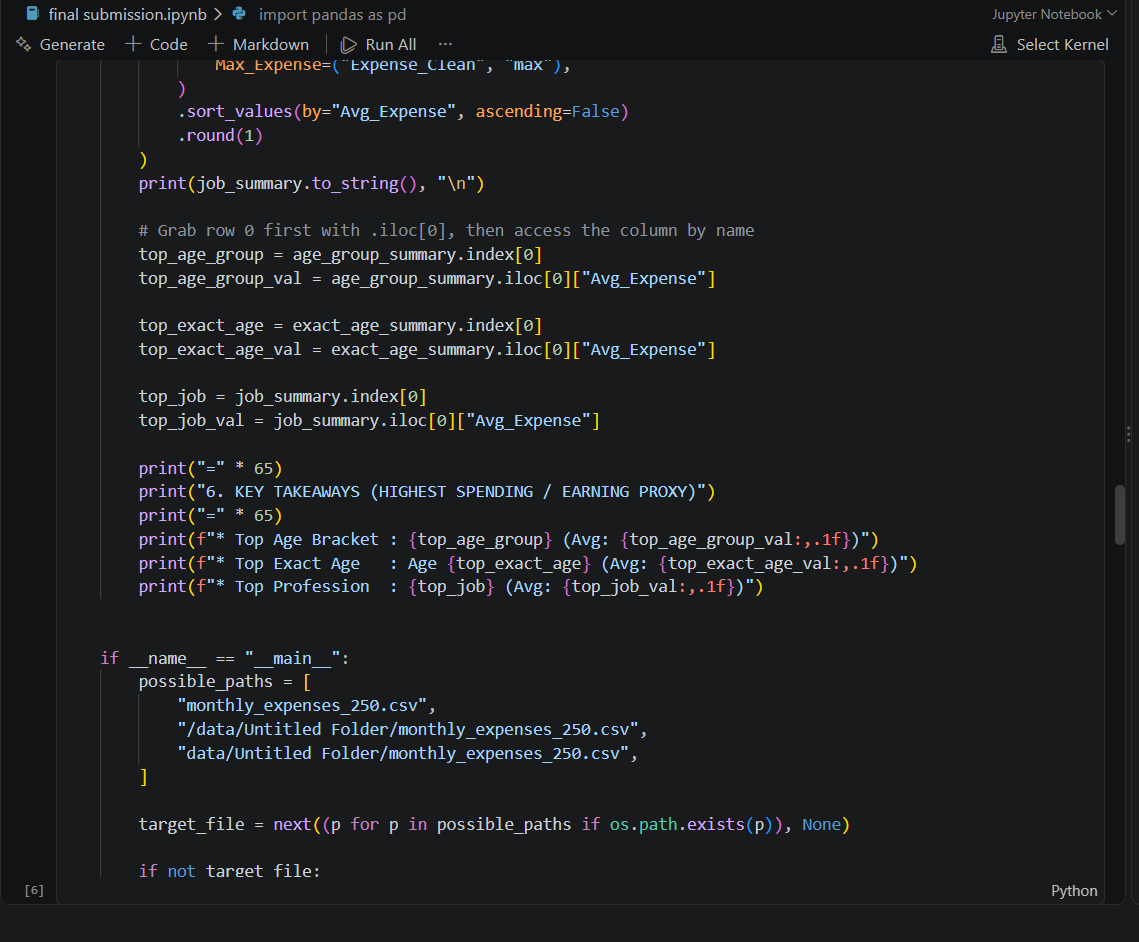 final submission.ipynb > import pandas as pd
Jupyter Notebook
Generate + Code + Markdown Run All ...
Select Kernel
            Max_Expense=("Expense_Clean", "max"),
        )
        .sort_values(by="Avg_Expense", ascending=False)
        .round(1)
    )
    print(job_summary.to_string(), "\n")

    # Grab row 0 first with .iloc[0], then access the column by name
    top_age_group = age_group_summary.index[0]
    top_age_group_val = age_group_summary.iloc[0]["Avg_Expense"]

    top_exact_age = exact_age_summary.index[0]
    top_exact_age_val = exact_age_summary.iloc[0]["Avg_Expense"]

    top_job = job_summary.index[0]
    top_job_val = job_summary.iloc[0]["Avg_Expense"]

    print("=" * 65)
    print("6. KEY TAKEAWAYS (HIGHEST SPENDING / EARNING PROXY)")
    print("=" * 65)
    print(f"* Top Age Bracket : {top_age_group} (Avg: {top_age_group_val:,.1f})")
    print(f"* Top Exact Age   : Age {top_exact_age} (Avg: {top_exact_age_val:,.1f})")
    print(f"* Top Profession  : {top_job} (Avg: {top_job_val:,.1f})")


if __name__ == "__main__":
    possible_paths = [
        "monthly_expenses_250.csv",
        "/data/Untitled Folder/monthly_expenses_250.csv",
        "data/Untitled Folder/monthly_expenses_250.csv",
    ]

    target_file = next((p for p in possible_paths if os.path.exists(p)), None)

    if not target_file:
[6]
Python